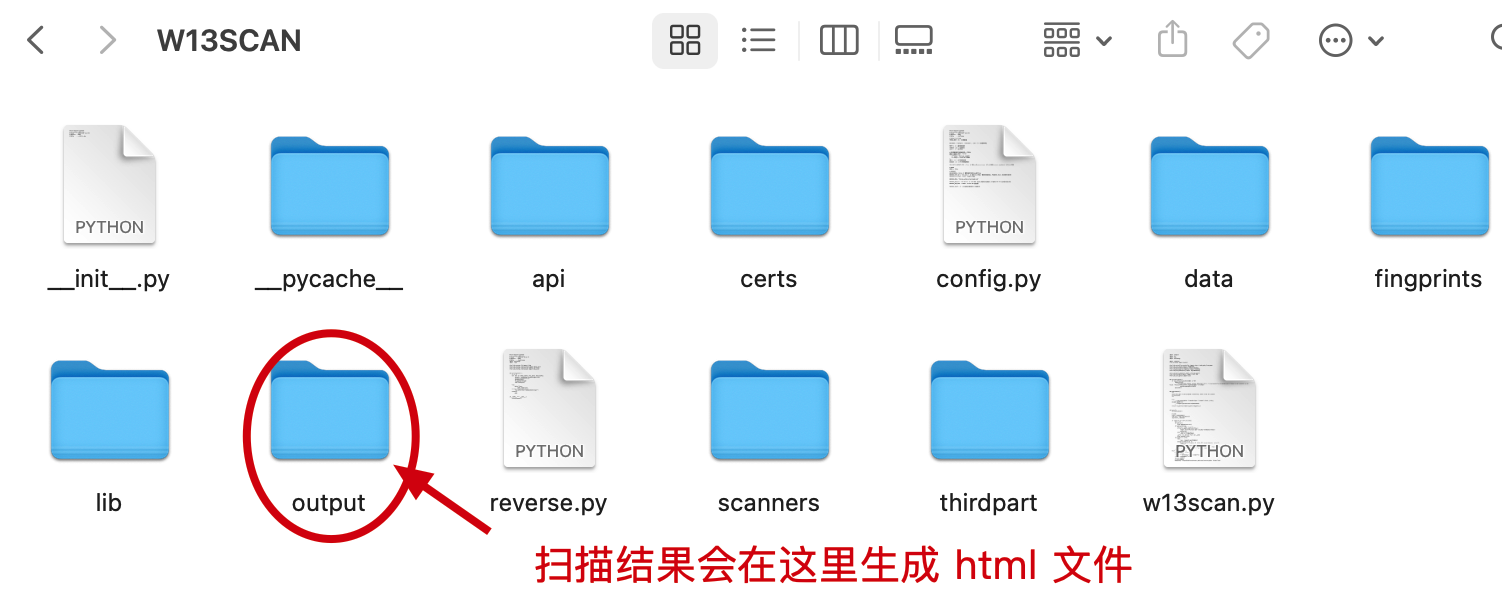 W13SCAN
PYTHON
PYTHON
__init__.py
__pycache__
api
certs
config.py
data
fingprints
PYTHON
PYTHON
lib
output
reverse.py
scanners
thirdpart
w13scan.py
扫描结果会在这里生成 html 文件